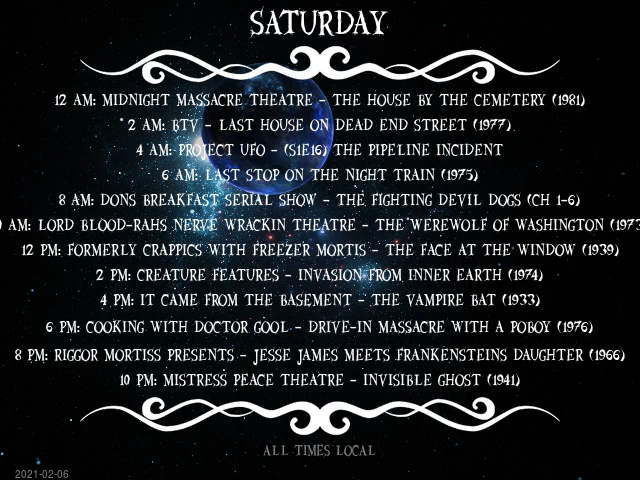 SATURDAY
12 AM: MIDNIGHT MASSACRE THEATRE - THE HOUSE BY THE CEMETERY (1981)
2 AM: BTV - LAST HOUSE ON DEAD END STREET (1977)
4 AM: PROJECT UFO - (S1E16) THE PIPELINE INCIDENT
6 AM: LAST STOP ON THE NIGHT TRAIN (1975)
8 AM: DONS BREAKFAST SERIAL SHOW - THE FIGHTING DEVIL DOGS (CH 1-6)
0 AM: LORD BLOOD-RAHS NERVE WRACKIN THEATRE - THE WEREWOLF OF WASHINGTON (1973
12 PM: FORMERLY CRAPPICS WITH FREEZER MORTIS - THE FACE AT THE WINDOW (1939)
2 PM: CREATURE FEATURES - INVASION FROM INNER EARTH (1974)
4 PM: IT CAME FROM THE BASEMENT - THE VAMPIRE BAT (1933)
6 PM: COOKING WITH DOCTOR GOOL - DRIVE-IN MASSACRE WITH A POBOY (1976)
8 PM: RIGGOR MORTISS PRESENTS - JESSE JAMES MEETS FRANKENSTEINS DAUGHTER (1966)
10 PM: MISTRESS PEACE THEATRE - INVISIBLE GHOST (1941)
ALL TIMES LOCAL
2021-02-06